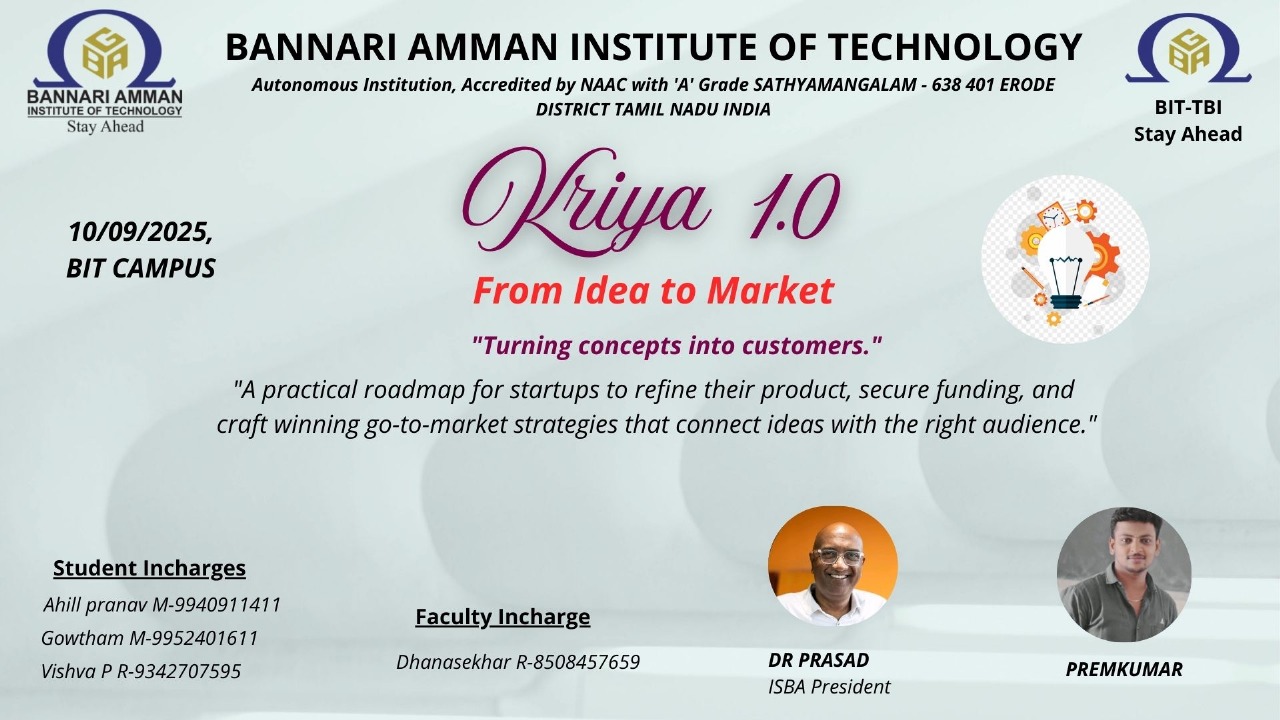 BANNARI AMMAN
INSTITUTE OF TECHNOLOGY
Stay Ahead
BANNARI AMMAN INSTITUTE OF TECHNOLOGY
Autonomous Institution, Accredited by NAAC with 'A' Grade SATHYAMANGALAM - 638 401 ERODE
DISTRICT TAMIL NADU INDIA
BIT-TBI
Stay Ahead
Kriya 1.0
10/09/2025,
BIT CAMPUS
From Idea to Market
"Turning concepts into customers."
"A practical roadmap for startups to refine their product, secure funding, and
craft winning go-to-market strategies that connect ideas with the right audience."
Student Incharges
Ahill pranav M-9940911411
Gowtham M-9952401611
Vishva P R-9342707595
Faculty Incharge
Dhanasekhar R-8508457659
DR PRASAD
ISBA President
PREMKUMAR